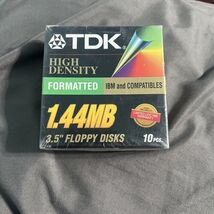 TDK
HIGH
DENSITY
FORMATTED
IBM and COMPATIBLES
1.44MB
3.5" FLOPPY DISKS
10 PCS.